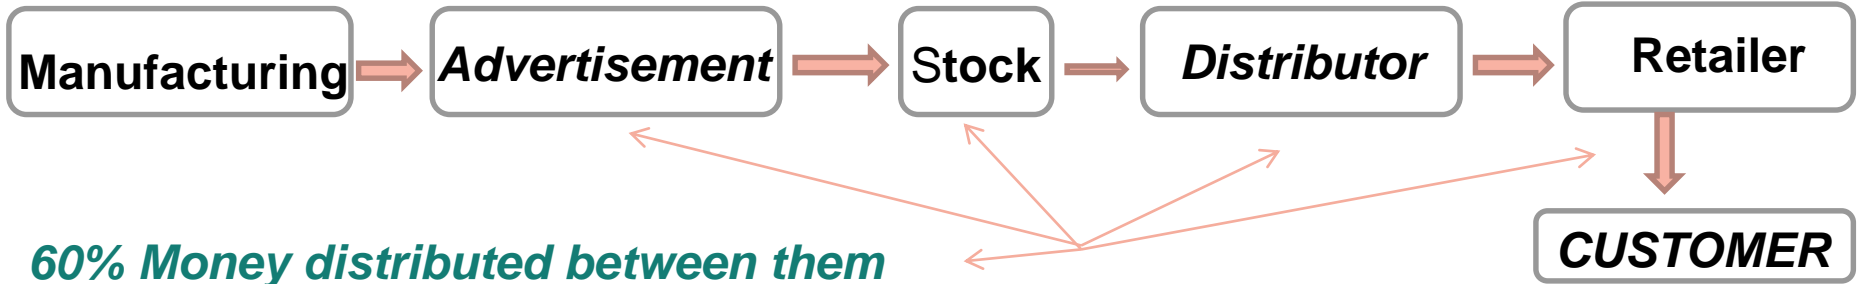 Manufacturing
Advertisement
Stock
Distributor
Retailer
CUSTOMER
60% Money distributed between them